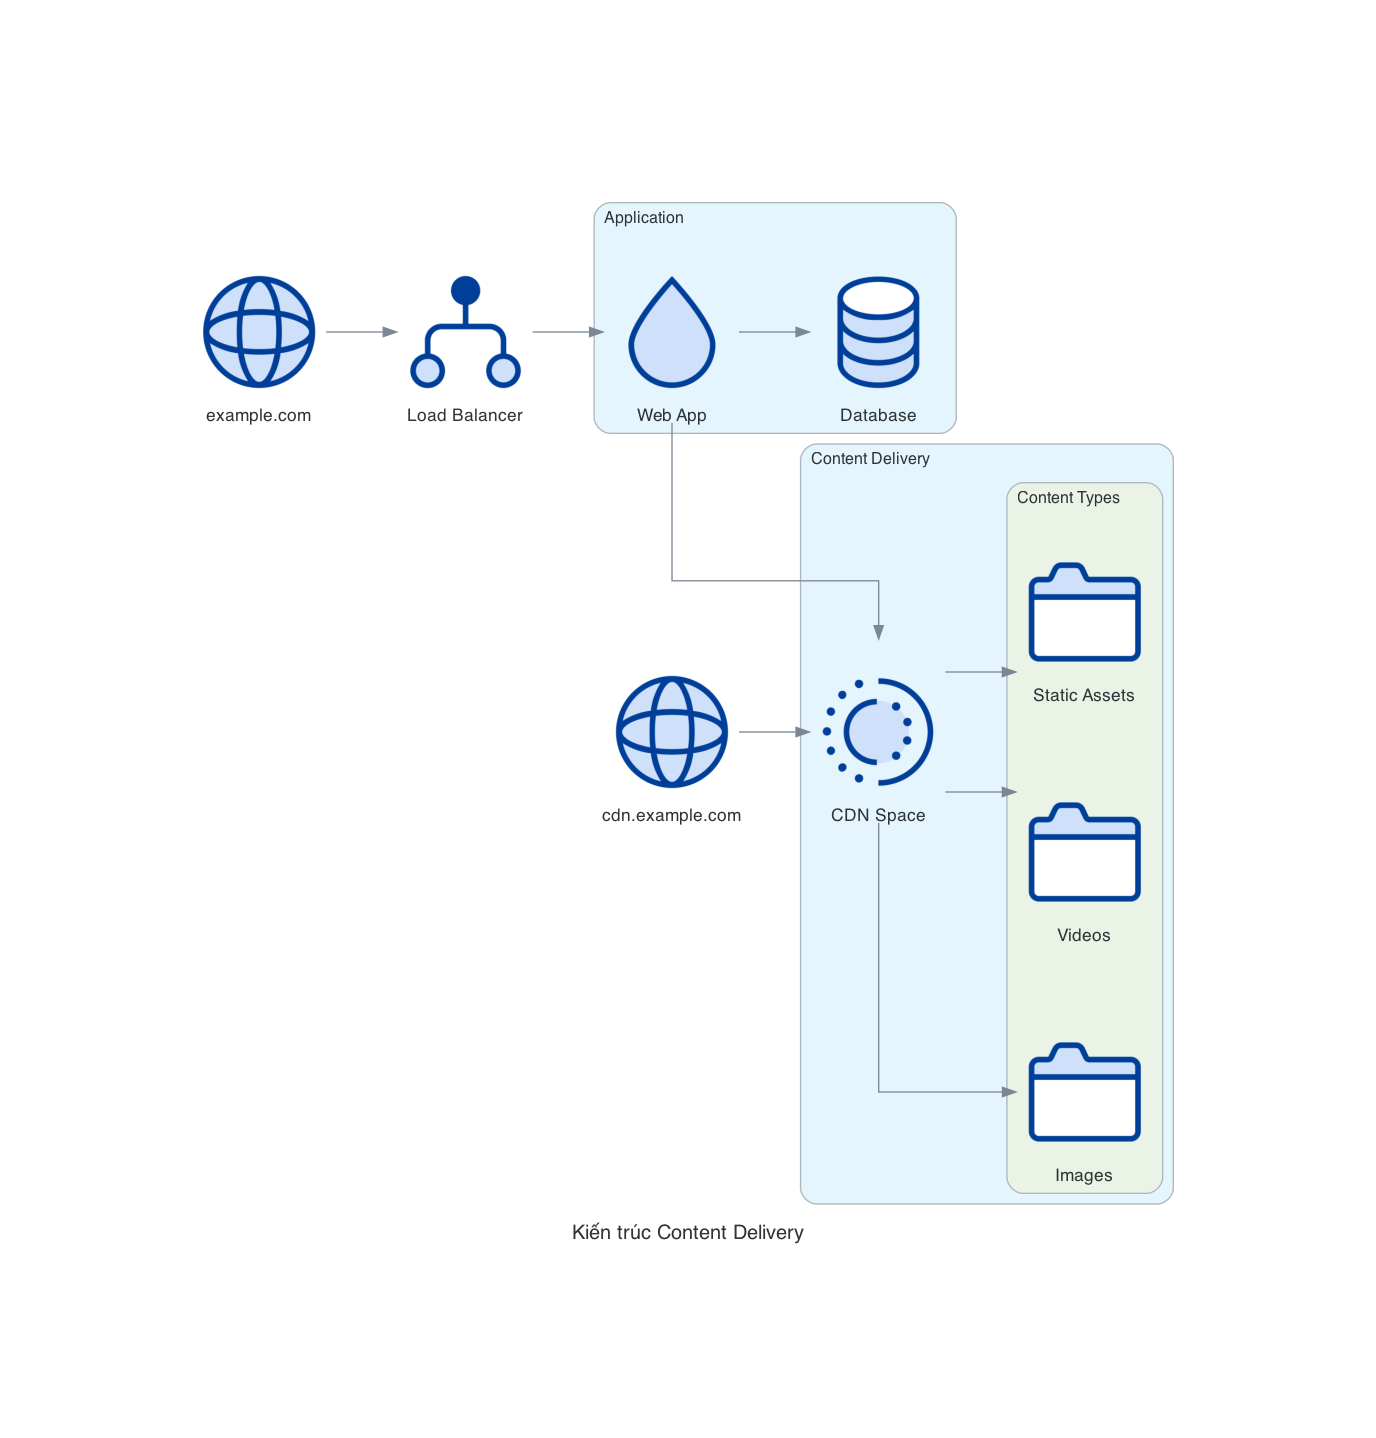 Application
example.com
Load Balancer
Web App
Database
Content Delivery
Content Types
Static Assets
cdn.example.com
CDN Space
Videos
Images
Kiến trúc Content Delivery